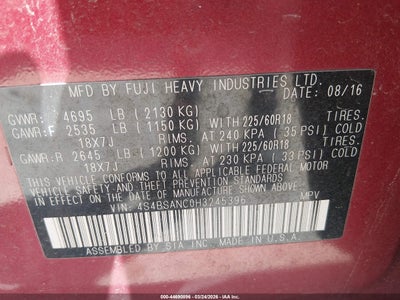 MFD BY FUJI HEAVY INDUSTRIES LTD.
DATE: 08/16
GVWR: 4695 LB (2130 KG)
GAWR:F 2535 LB (1150 KG) WITH 225/60R18 TIRES.
18X7J RIMS. AT 240 KPA (35 PSI) COLD
GAWR:R 2645 LB (1200 KG) WITH 225/60R18 TIRES.
18X7J RIMS. AT 230 KPA (33 PSI) COLD
THIS VEHICLE CONFORMS TO ALL APPLICABLE FEDERAL MOTOR
VEHICLE SAFETY AND THEFT PREVENTION STANDARDS
IN EFFECT ON THE DATE OF MANUFACTURE SHOWN ABOVE.
VIN: 4S4BSANC0H3245396 MPV
ASSEMBLED BY SIA INC. MADE IN U.S.A.
000-44690096 - 03/24/2026 - IAAI.COM